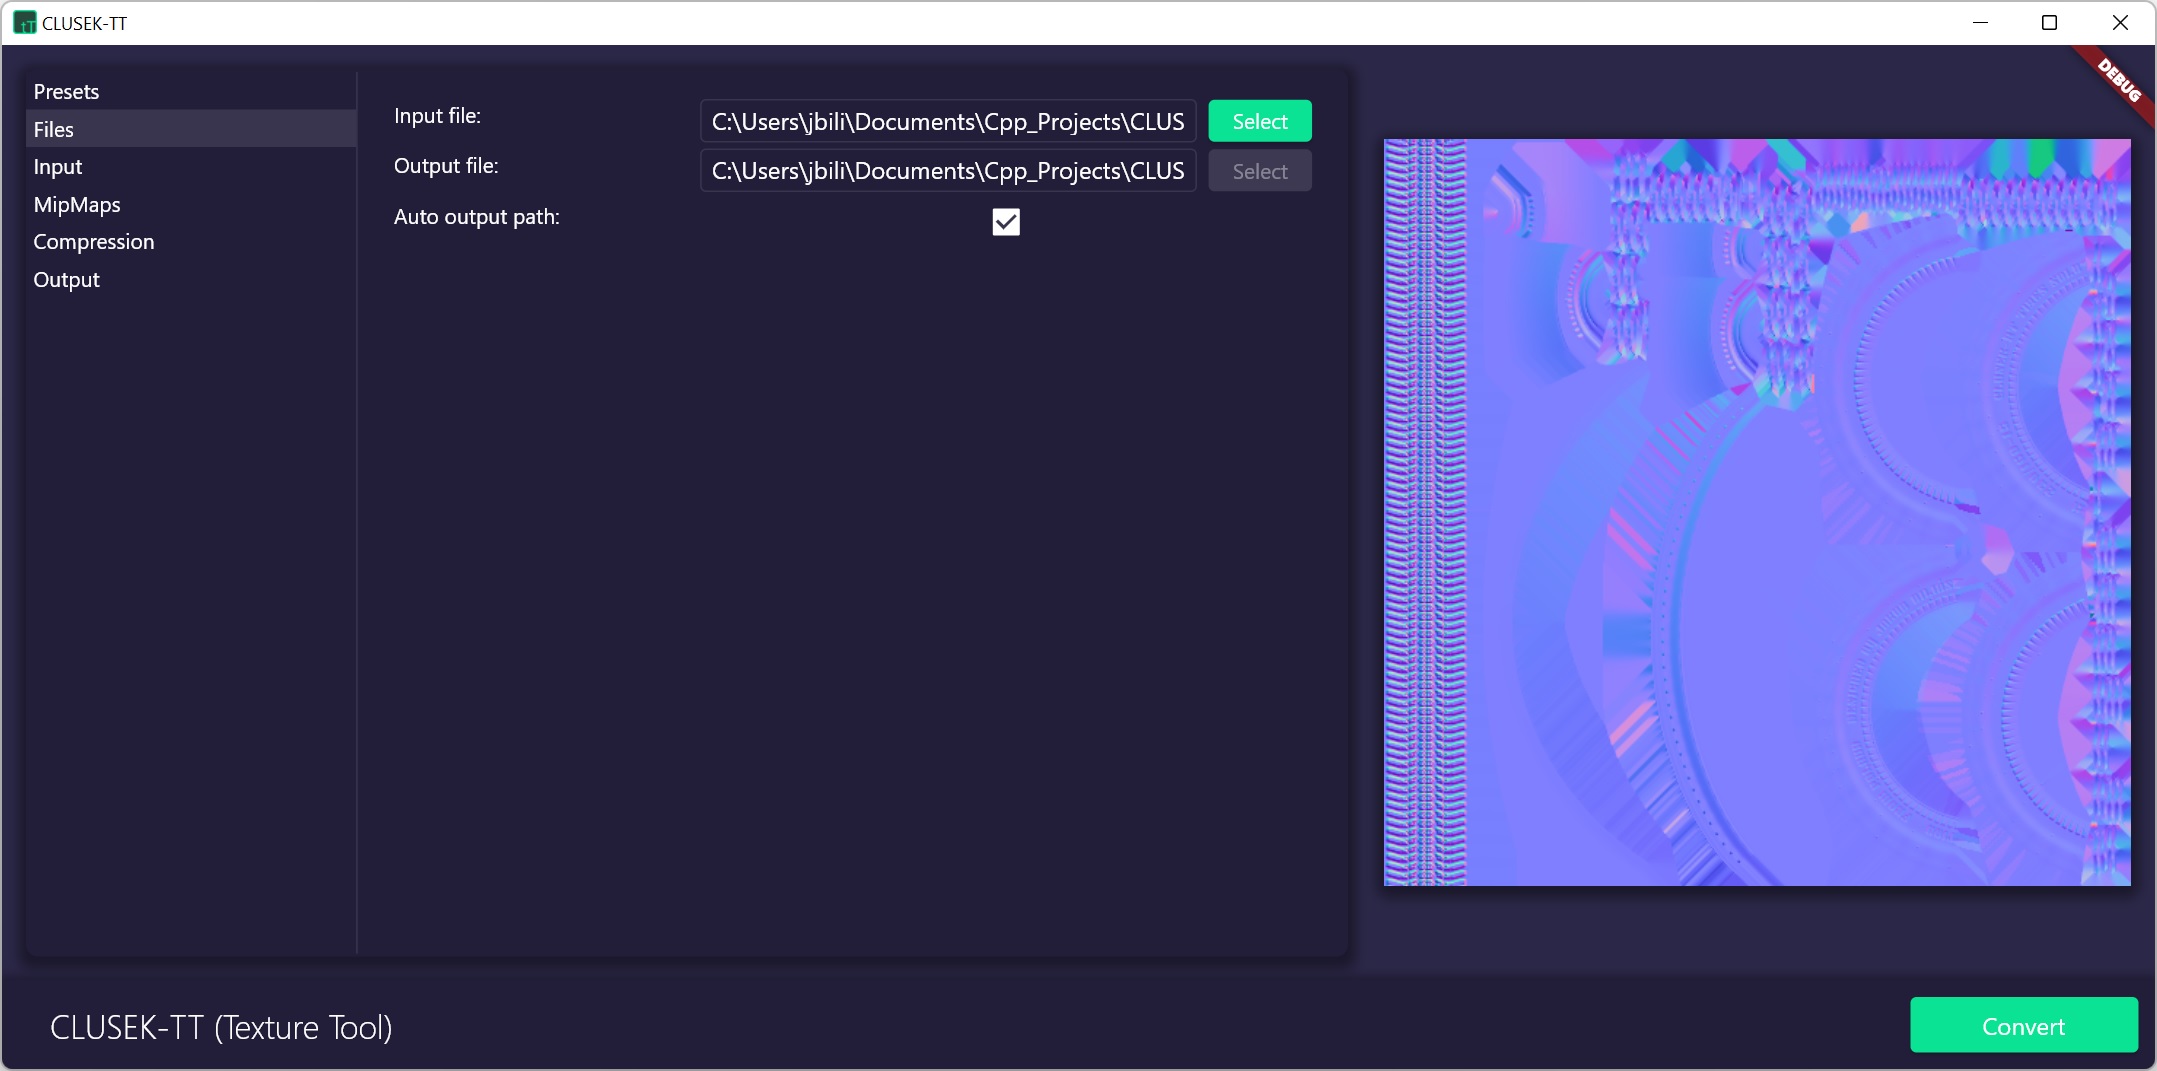 CLUSEK-TT
DEBUG
Presets
Files
Input
MipMaps
Compression
Output
Input file:
C:\Users\jbili\Documents\Cpp_Projects\CLUS
Select
Output file:
C:\Users\jbili\Documents\Cpp_Projects\CLUS
Select
Auto output path:
CLUSEK-TT (Texture Tool)
Convert